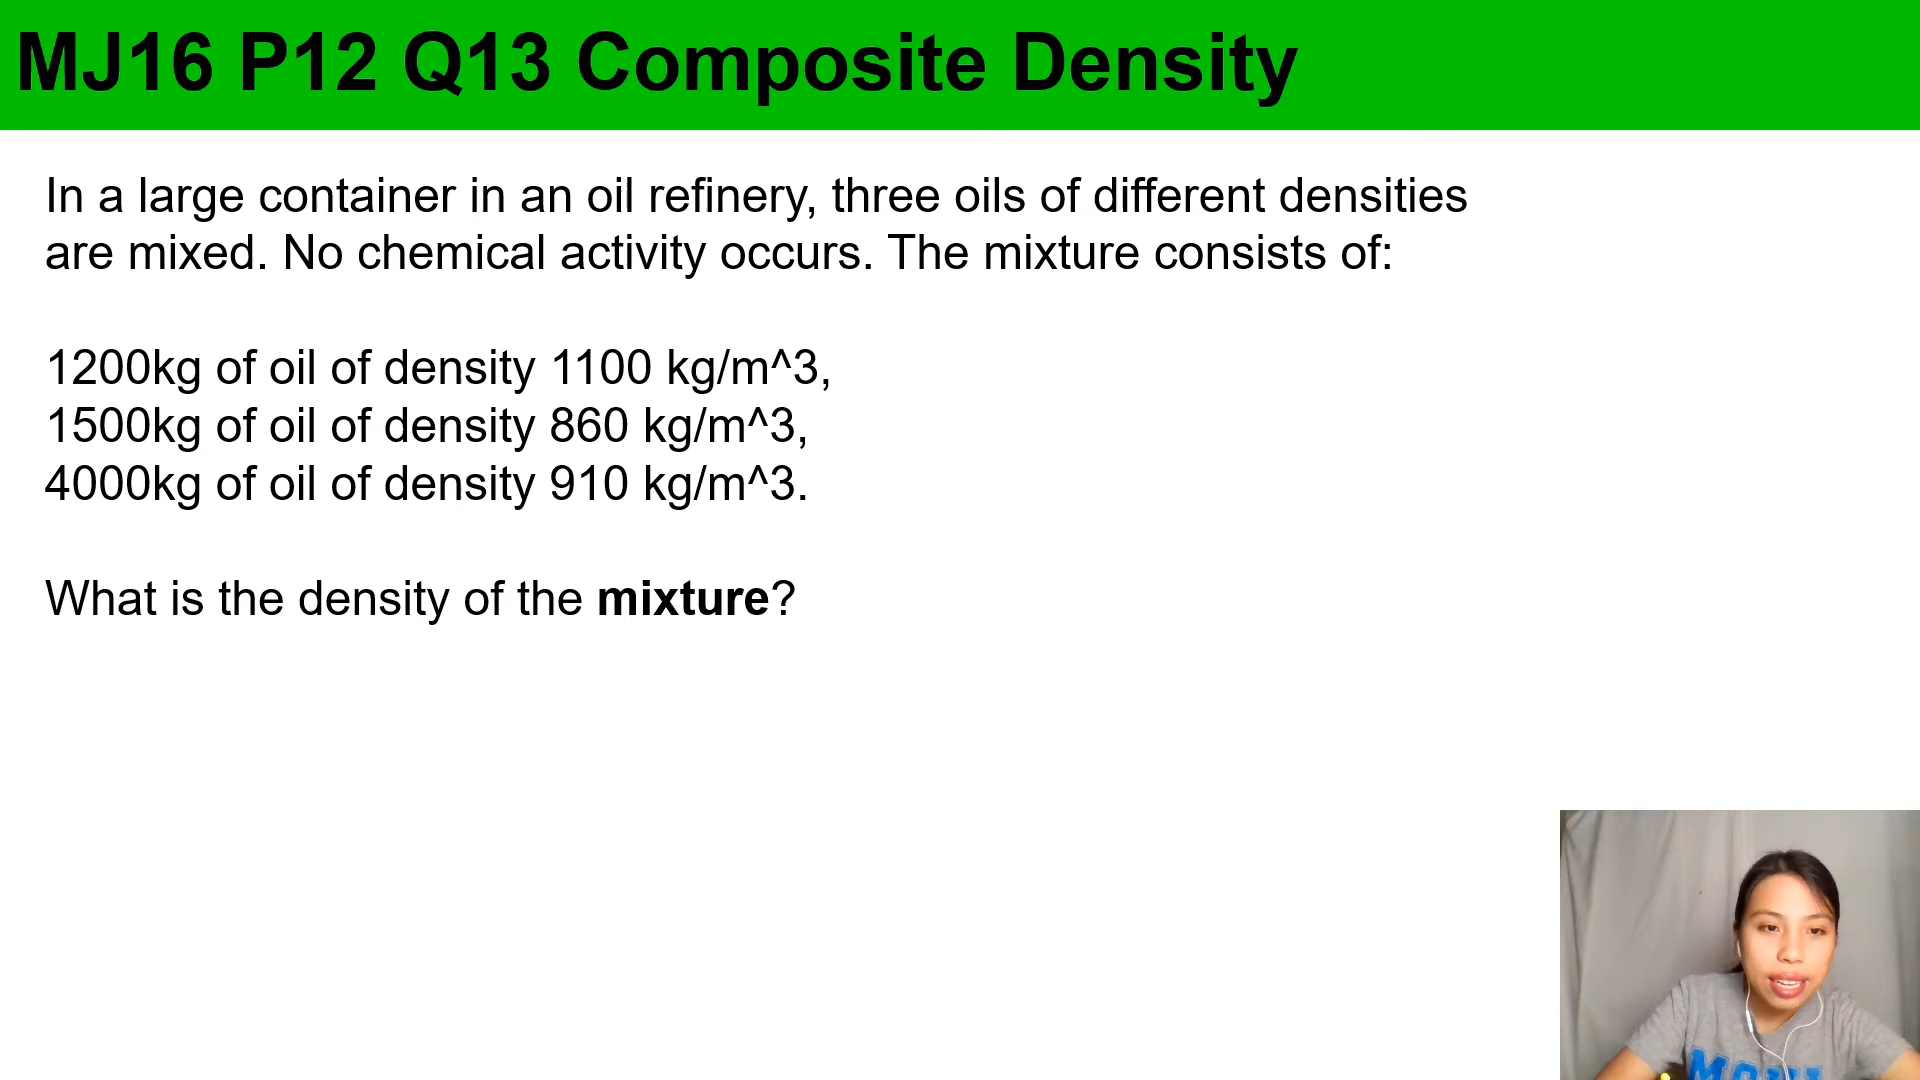 MJ16 P12 Q13 Composite Density
In a large container in an oil refinery, three oils of different densities
are mixed. No chemical activity occurs. The mixture consists of:
1200kg of oil of density 1100 kg/m^3,
1500kg of oil of density 860 kg/m^3,
4000kg of oil of density 910 kg/m^3.
What is the density of the mixture?